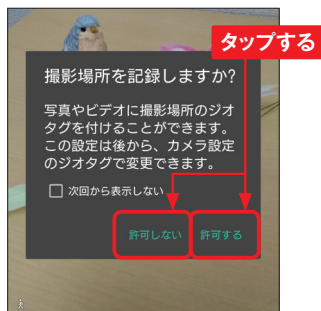 タップする
撮影場所を記録しますか?
写真やビデオに撮影場所のジオ
タグを付けることができます。
この設定は後から、カメラ設定
のジオタグで変更できます。
次回から表示しない
許可しない 許可する